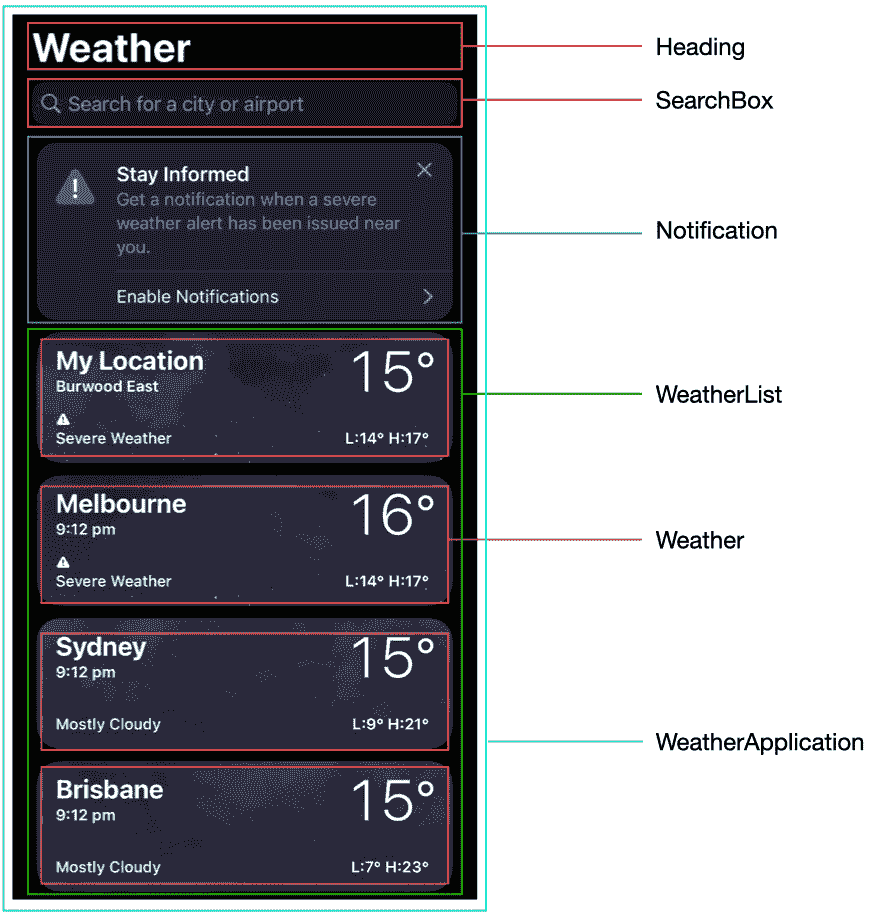 Weather
Heading
Search for a city or airport
SearchBox
Stay Informed
Get a notification when a severe
weather alert has been issued near
you.
Notification
Enable Notifications
My Location
15°
Burwood East
WeatherList
Severe Weather
L:14° H:17°
Melbourne
16°
9:12 pm
Weather
Severe Weather
L:14° H:17°
Sydney
15°
9:12 pm
Mostly Cloudy
L:9° H:21°
WeatherApplication
Brisbane
15°
9:12 pm
Mostly Cloudy
L:7° H:23°